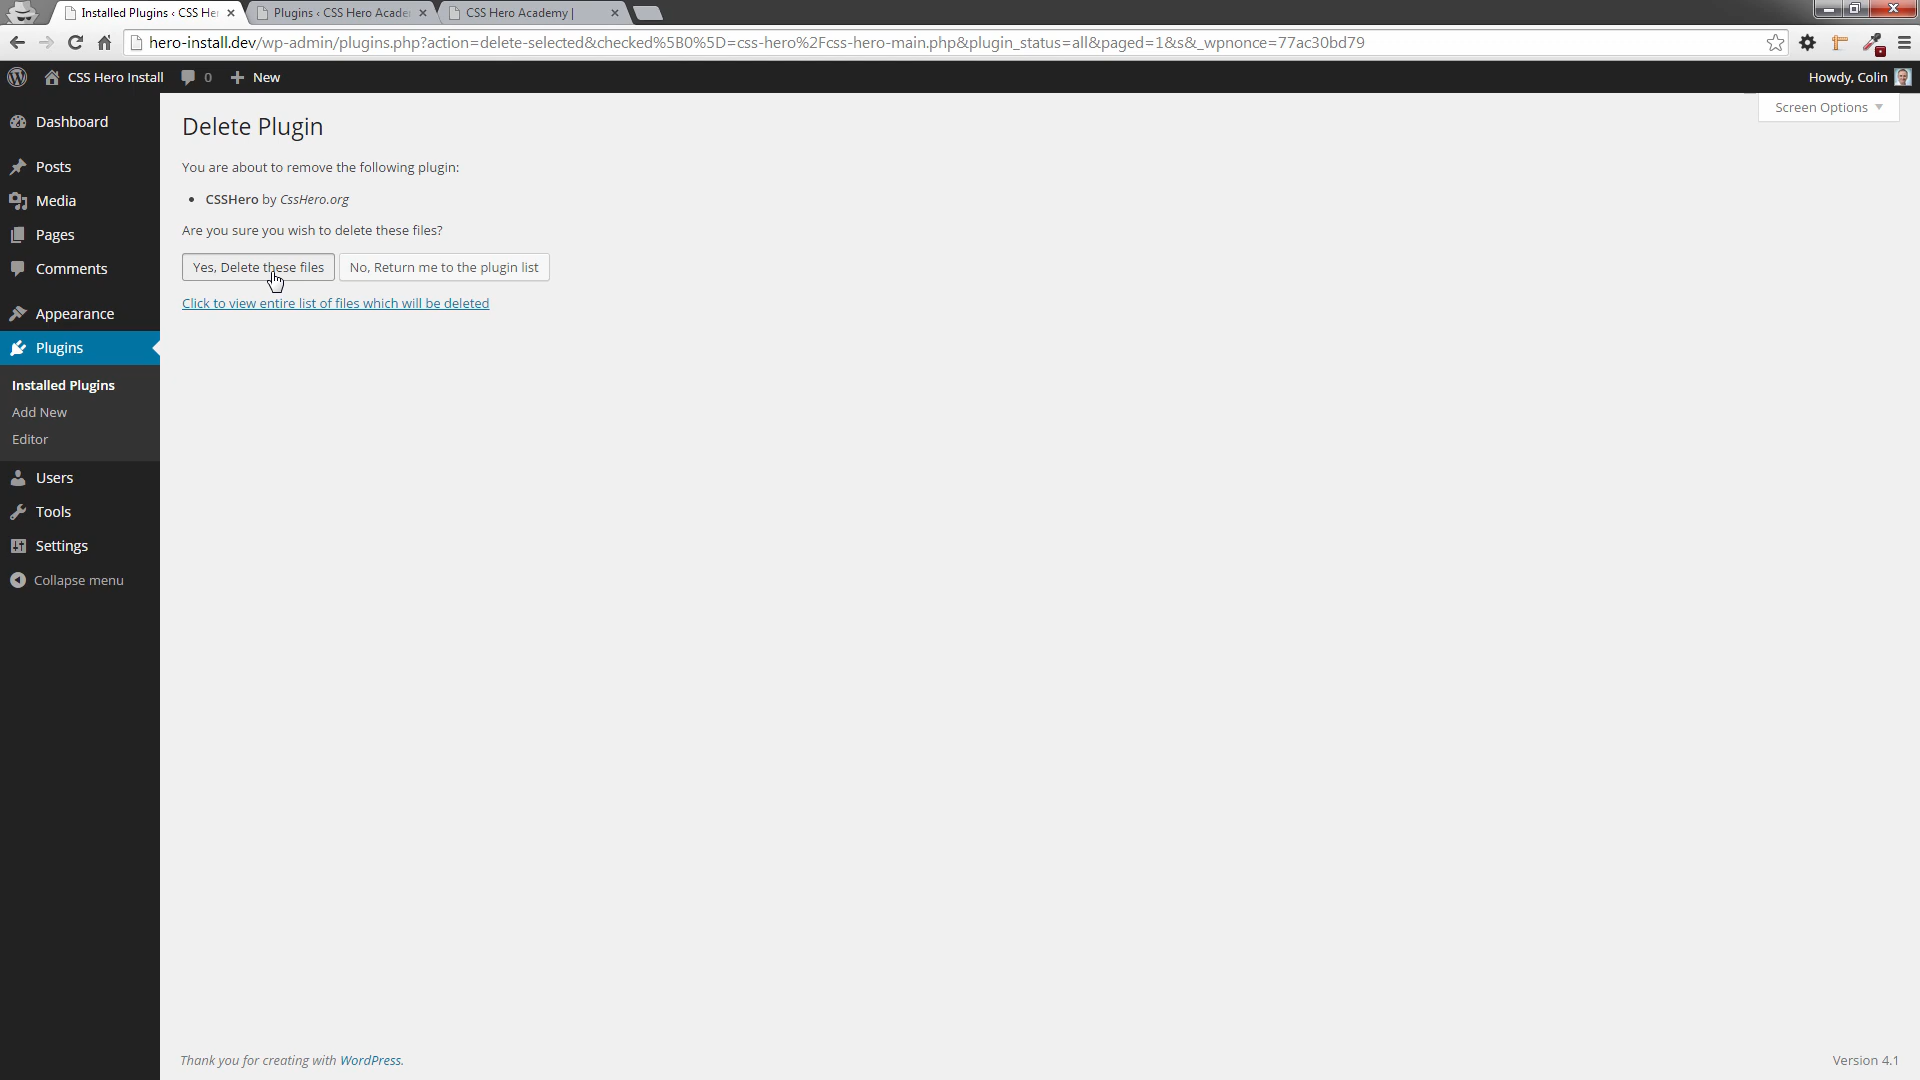 Installed Plugins ‹ CSS He
Plugins ‹ CSS Hero Acade
CSS Hero Academy |
hero-install.dev/wp-admin/plugins.php?action=delete-selected&checked%5B0%5D=css-hero%2Fcss-hero-main.php&plugin_status=all&paged=1&s&_wpnonce=77ac30bd79
CSS Hero Install
0
New
Howdy, Colin
Screen Options
Dashboard
Posts
Media
Pages
Comments
Appearance
Plugins
Installed Plugins
Add New
Editor
Users
Tools
Settings
Collapse menu
Delete Plugin
You are about to remove the following plugin:
CSSHero by CssHero.org
Are you sure you wish to delete these files?
Yes, Delete these files
No, Return me to the plugin list
Click to view entire list of files which will be deleted
Thank you for creating with WordPress.
Version 4.1